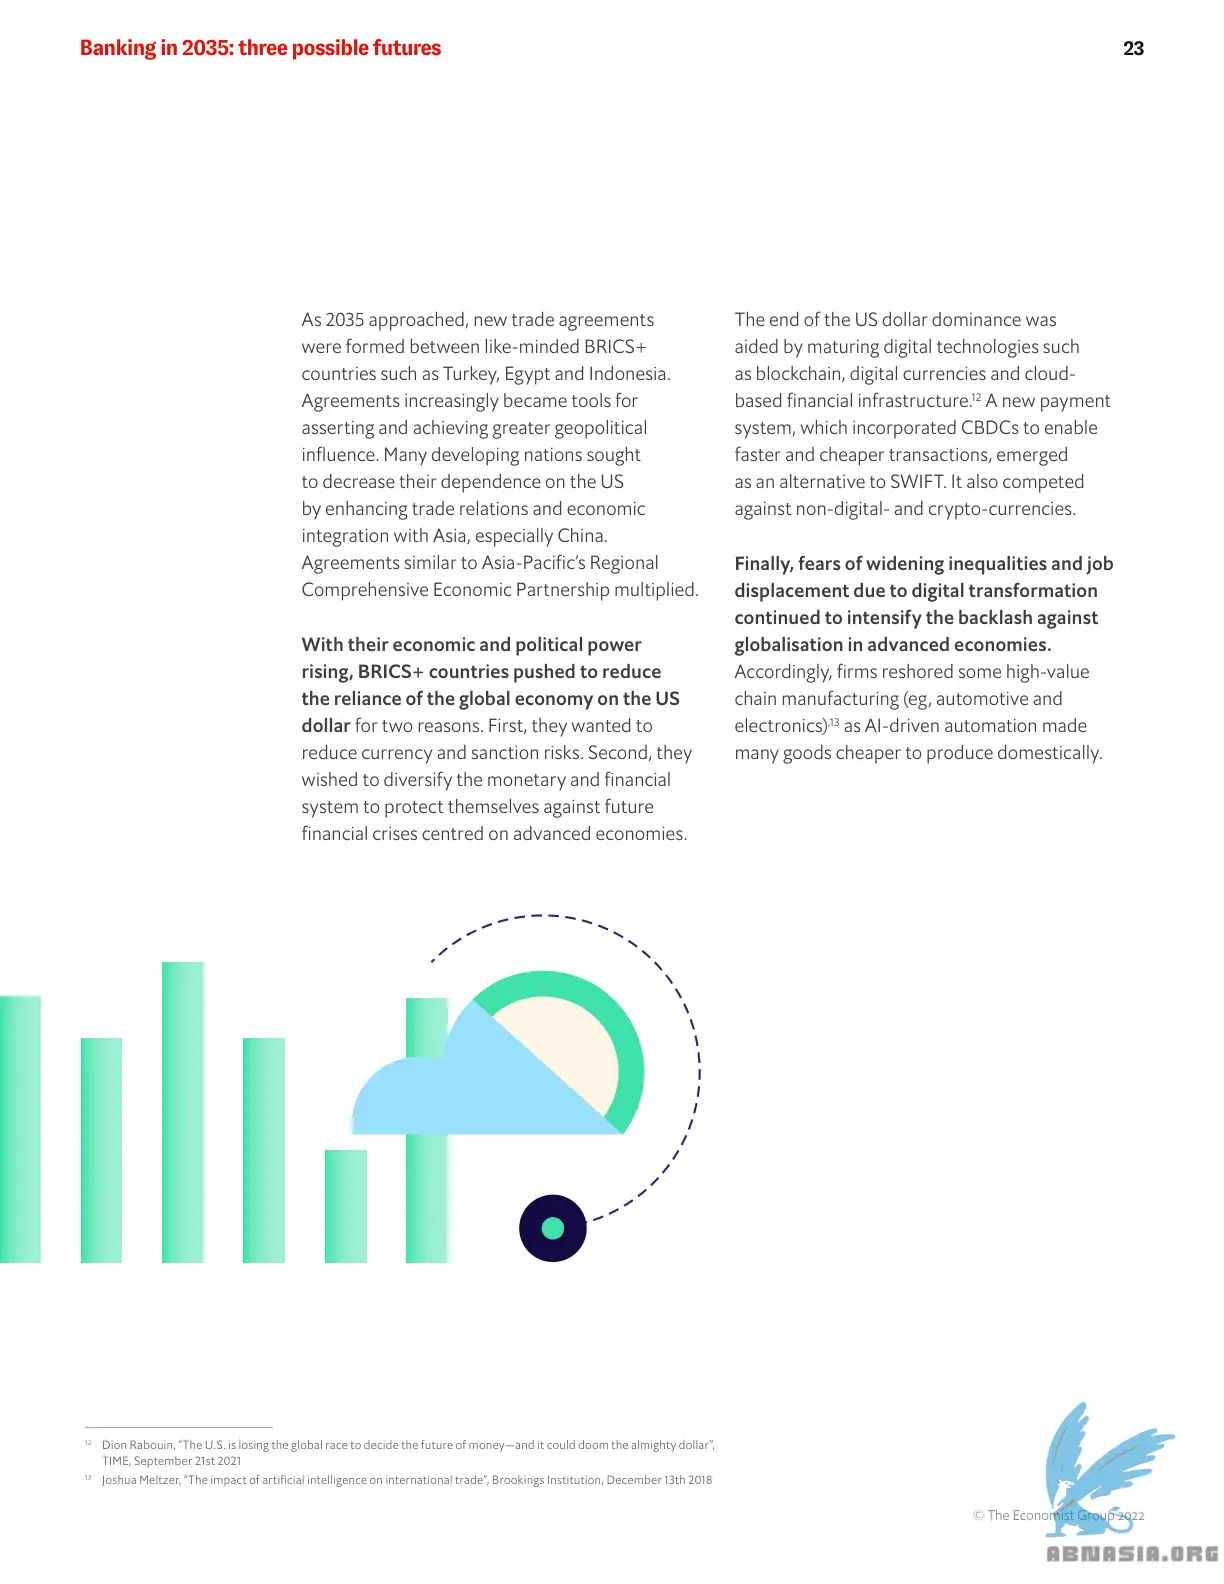 Banking in 2035: three possible futures
23
As 2035 approached, new trade agreements
were formed between like-minded BRICS+
countries such as Turkey, Egypt and Indonesia.
Agreements increasingly became tools for
asserting and achieving greater geopolitical
influence. Many developing nations sought
to decrease their dependence on the US
by enhancing trade relations and economic
integration with Asia, especially China.
Agreements similar to Asia-Pacific’s Regional
Comprehensive Economic Partnership multiplied.
With their economic and political power
rising, BRICS+ countries pushed to reduce
the reliance of the global economy on the US
dollar for two reasons. First, they wanted to
reduce currency and sanction risks. Second, they
wished to diversify the monetary and financial
system to protect themselves against future
financial crises centred on advanced economies.
The end of the US dollar dominance was
aided by maturing digital technologies such
as blockchain, digital currencies and cloud-
based financial infrastructure.12 A new payment
system, which incorporated CBDCs to enable
faster and cheaper transactions, emerged
as an alternative to SWIFT. It also competed
against non-digital- and crypto-currencies.
Finally, fears of widening inequalities and job
displacement due to digital transformation
continued to intensify the backlash against
globalisation in advanced economies.
Accordingly, firms reshored some high-value
chain manufacturing (eg, automotive and
electronics),13 as AI-driven automation made
many goods cheaper to produce domestically.
12 Dion Rabouin, “The U.S. is losing the global race to decide the future of money—and it could doom the almighty dollar”,
TIME, September 21st 2021
13 Joshua Meltzer, “The impact of artificial intelligence on international trade”, Brookings Institution, December 13th 2018
© The Economist Group 2022
ABNASIA.ORG